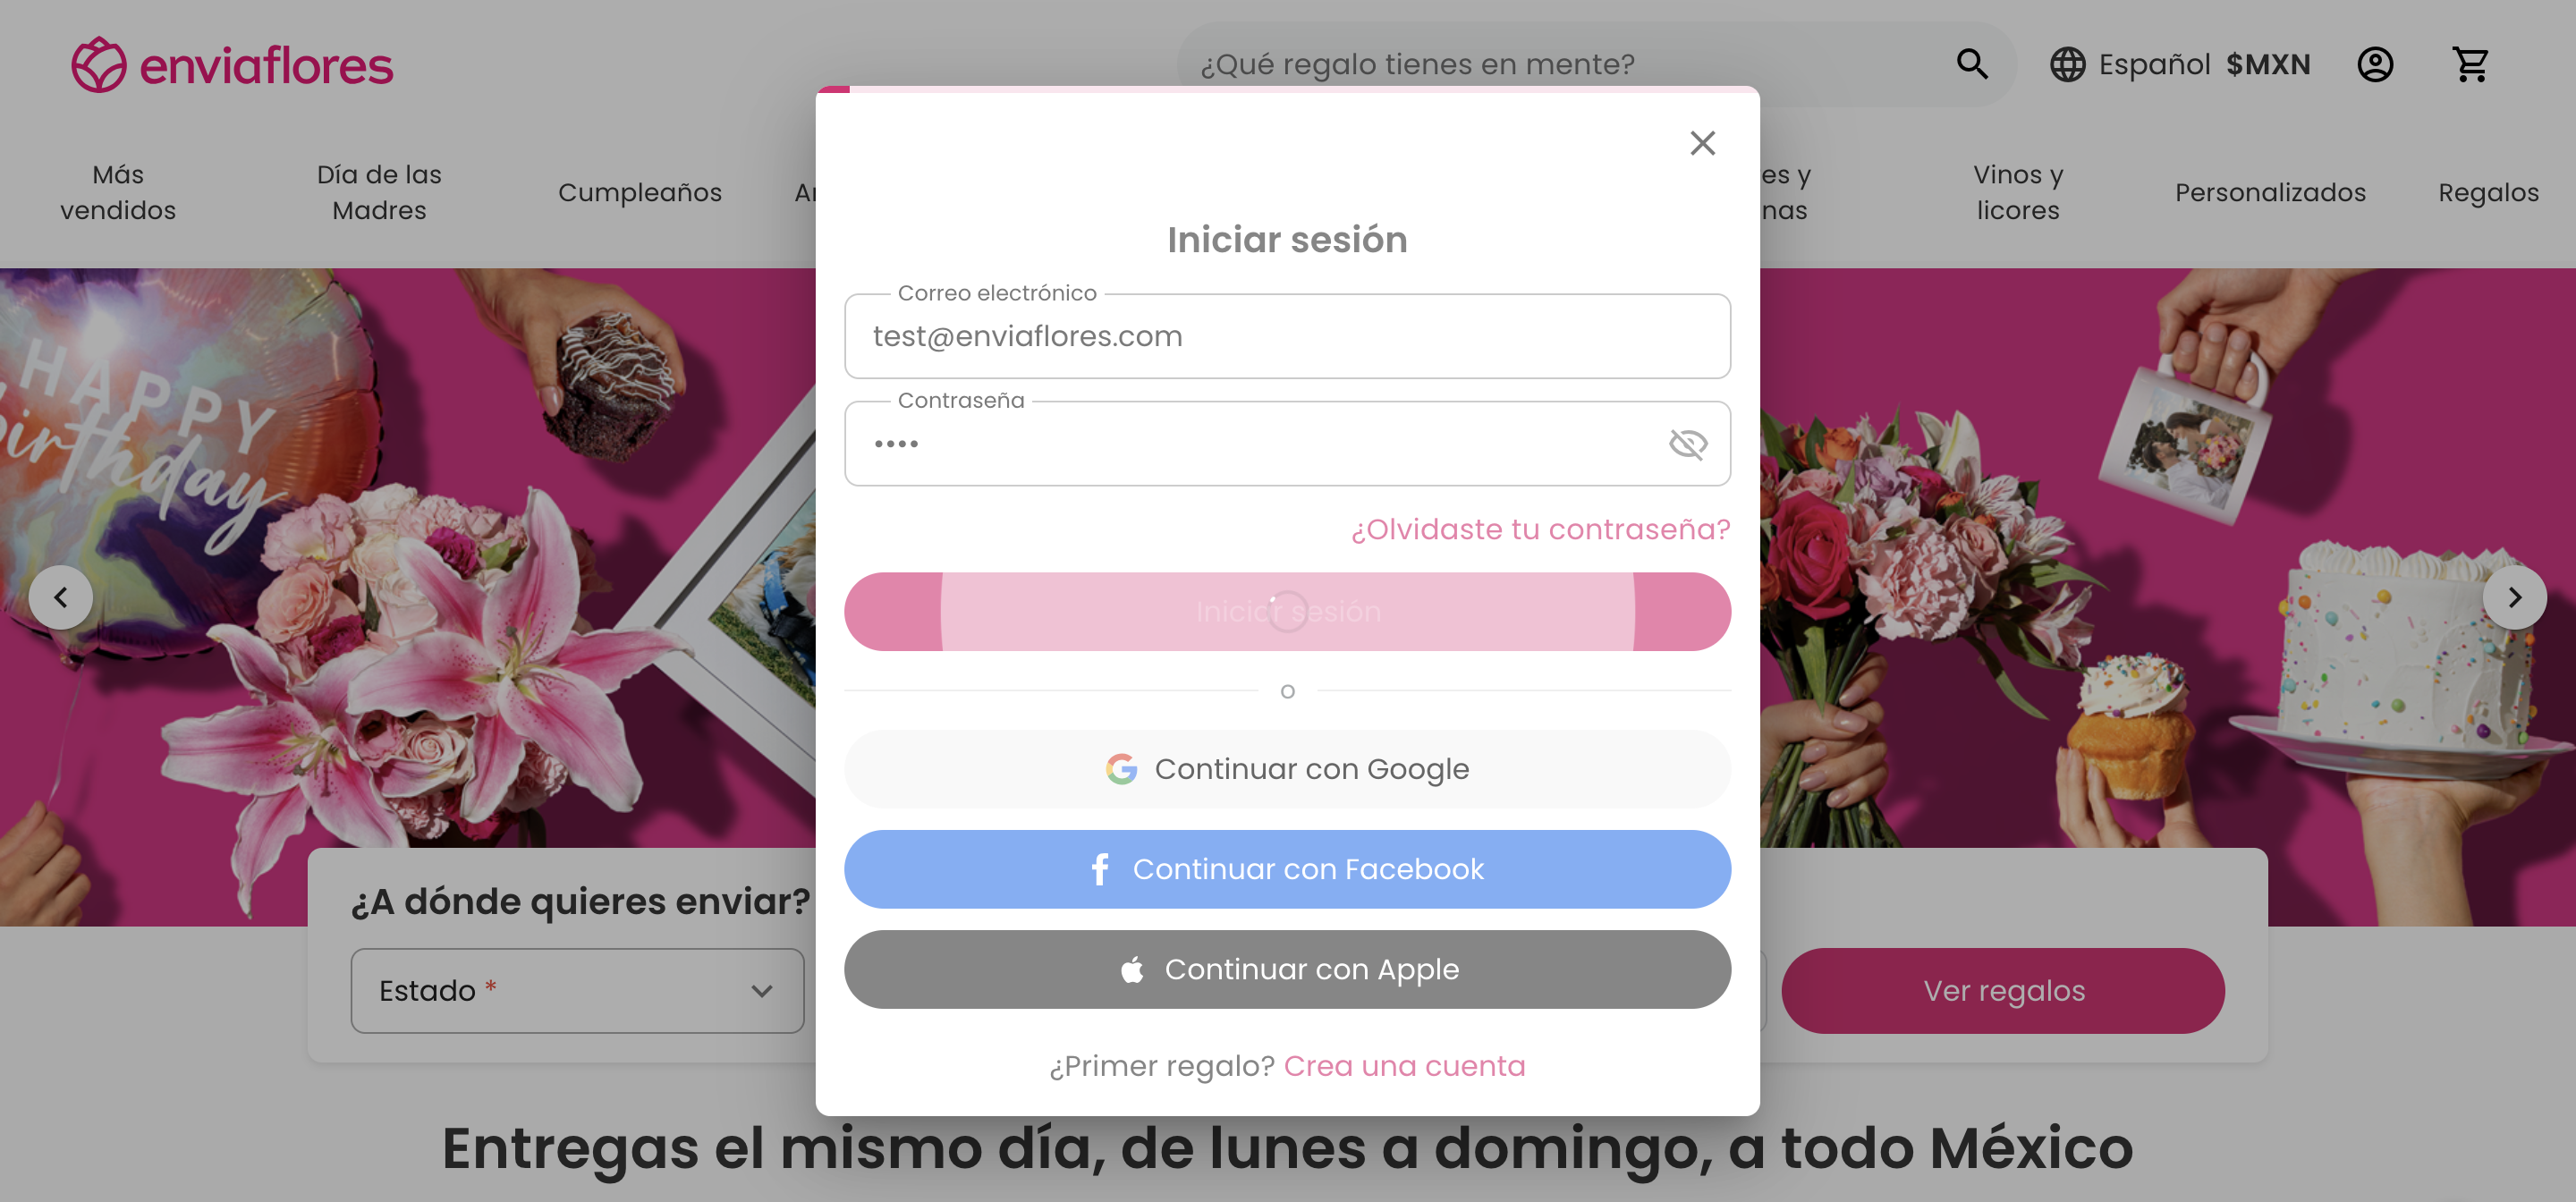 enviaflores
¿Qué regalo tienes en mente?
Español $MXN
Más
vendidos
Día de las
Madres
Cumpleaños
es y
nas
Vinos y
licores
Personalizados
Regalos
HAPPY
birthday
Iniciar sesión
Correo electrónico
test@enviaflores.com
Contraseña
••••
¿Olvidaste tu contraseña?
Iniciar sesión
o
Continuar con Google
Continuar con Facebook
Continuar con Apple
¿Primer regalo? Crea una cuenta
¿A dónde quieres enviar?
Estado *
Ver regalos
Entregas el mismo día, de lunes a domingo, a todo México